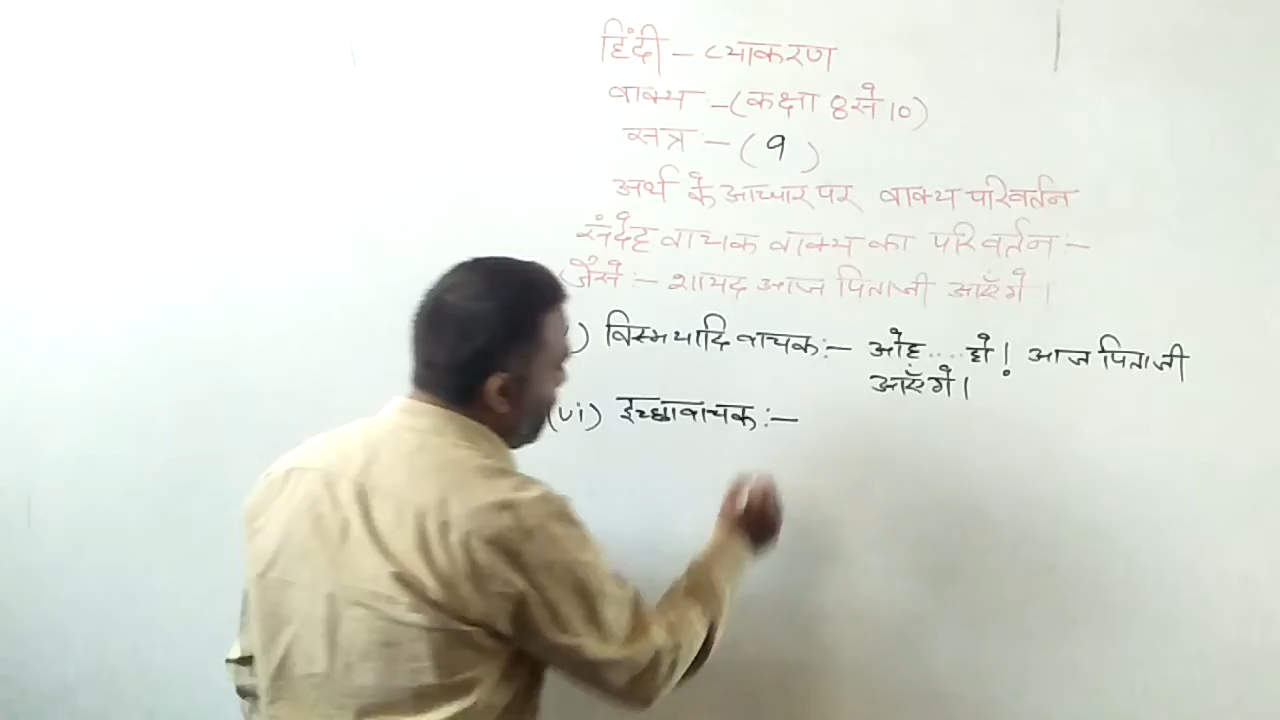 हिंदी - व्याकरण
वाक्य :- (कक्षा 8 से 10)
सत्र :- ( 9 )
अर्थ के आधार पर वाक्य परिवर्तन
संदेह वाचक वाक्य का परिवर्तन :-
जैसे :- शायद आज पिताजी आएँगे।
) विस्मयादि वाचक :- ओह .... हो ! आज पिताजी
आएँगे।
(vi) इच्छावाचक :-